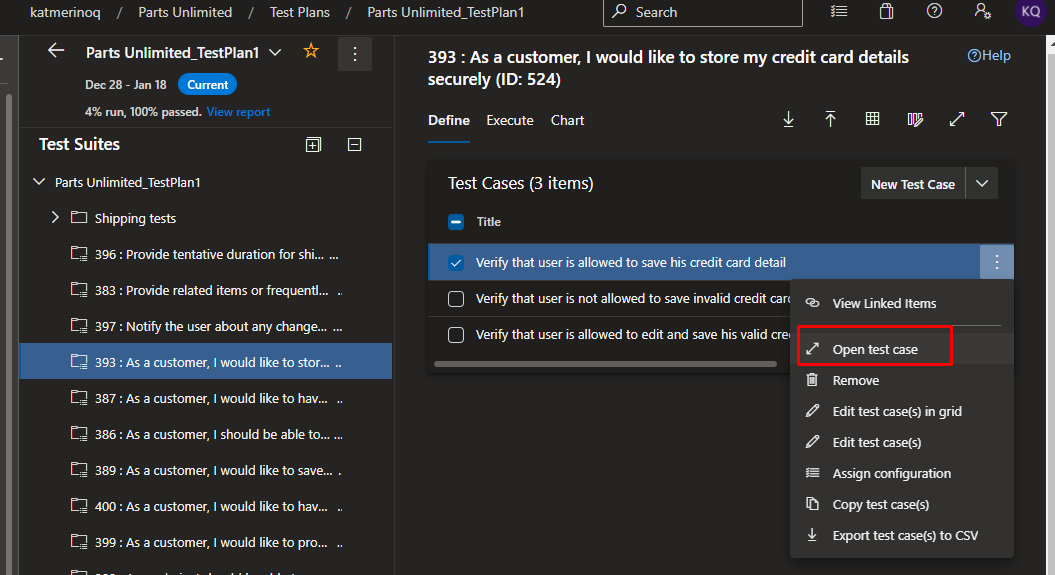 katmerinoq / Parts Unlimited / Test Plans / Parts Unlimited_TestPlan1
Search
KQ
Parts Unlimited_TestPlan1
Dec 28 - Jan 18 Current
4% run, 100% passed. View report
Test Suites
Parts Unlimited_TestPlan1
Shipping tests
396 : Provide tentative duration for shi... ...
383 : Provide related items or frequentl... ..
397 : Notify the user about any change... ...
393 : As a customer, I would like to stor... ..
387 : As a customer, I would like to hav... ..
386 : As a customer, I should be able to... ...
389 : As a customer, I would like to save... .
400 : As a customer, I would like to hav... ..
399 : As a customer, I would like to pro... ..
393 : As a customer, I would like to store my credit card details
securely (ID: 524)
Help
Define Execute Chart
Test Cases (3 items)
New Test Case
Title
Verify that user is allowed to save his credit card detail
Verify that user is not allowed to save invalid credit card
Verify that user is allowed to edit and save his valid cre
View Linked Items
Open test case
Remove
Edit test case(s) in grid
Edit test case(s)
Assign configuration
Copy test case(s)
Export test case(s) to CSV